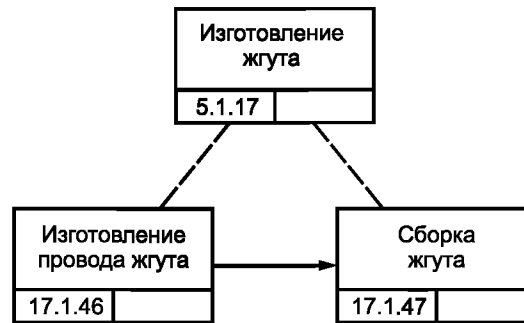 Изготовление
жгута
5.1.17
Изготовление
провода жгута
17.1.46
Сборка
жгута
17.1.47